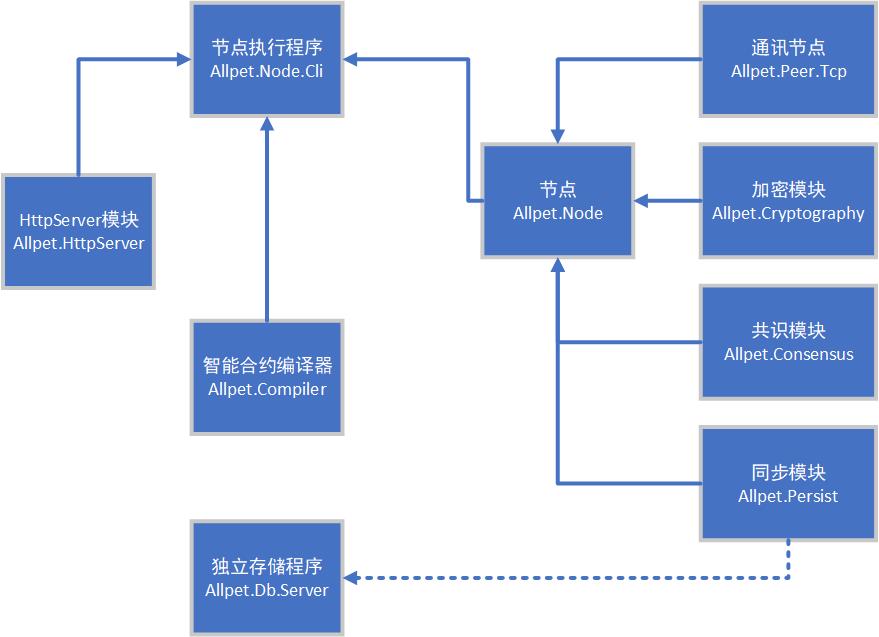 节点执行程序
Allpet.Node.Cli
通讯节点
Allpet.Peer.Tcp
节点
Allpet.Node
加密模块
Allpet.Cryptography
HttpServer模块
Allpet.HttpServer
共识模块
Allpet.Consensus
智能合约编译器
Allpet.Compiler
同步模块
Allpet.Persist
独立存储程序
Allpet.Db.Server